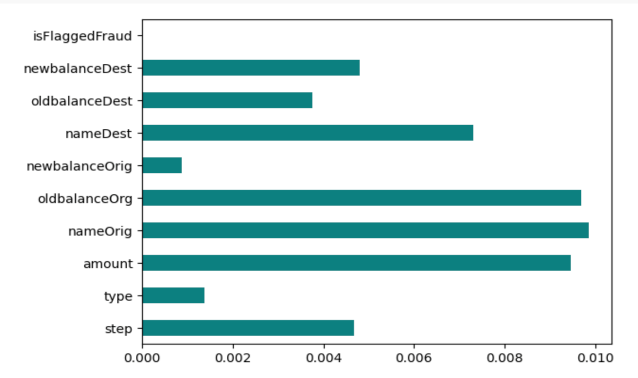 isFlaggedFraud
newbalanceDest
oldbalanceDest
nameDest
newbalanceOrig
oldbalanceOrg
nameOrig
amount
type
step
0.000 0.002 0.004 0.006 0.008 0.010